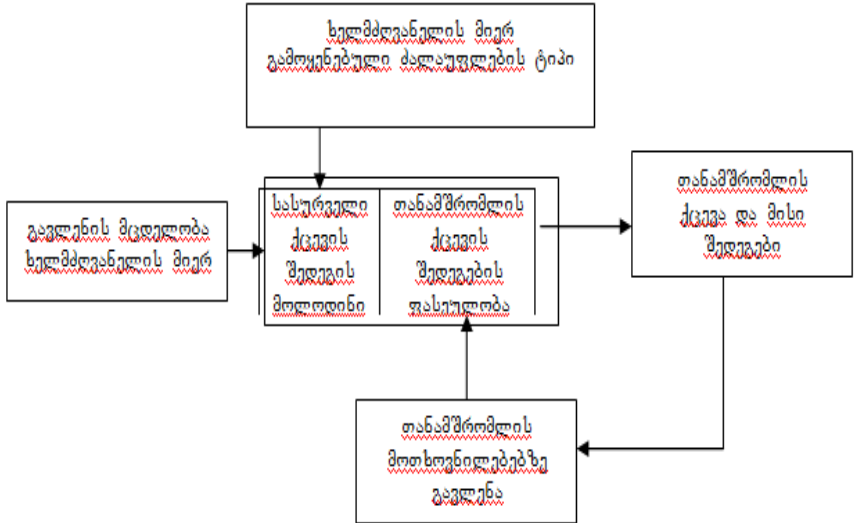 ხელმძღვანელის მიერ
გამოყენებული ძალაუფლების ტიპი
გავლენის მცდელობა
ხელმძღვანელის მიერ
სასურველი
ქცევის
შედეგის
მოლოდინი
თანამშრომლის
ქცევის
შედეგების
ფასეულობა
თანამშრომლის
ქცევა და მისი
შედეგები
თანამშრომლის
მოთხოვნილებებზე
გავლენა